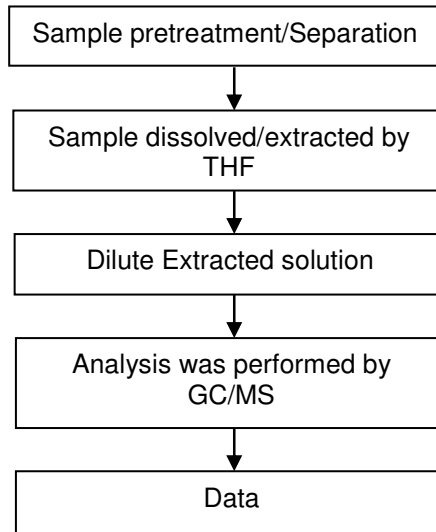 Sample pretreatment/Separation
Sample dissolved/extracted by
THF
Dilute Extracted solution
Analysis was performed by
GC/MS
Data